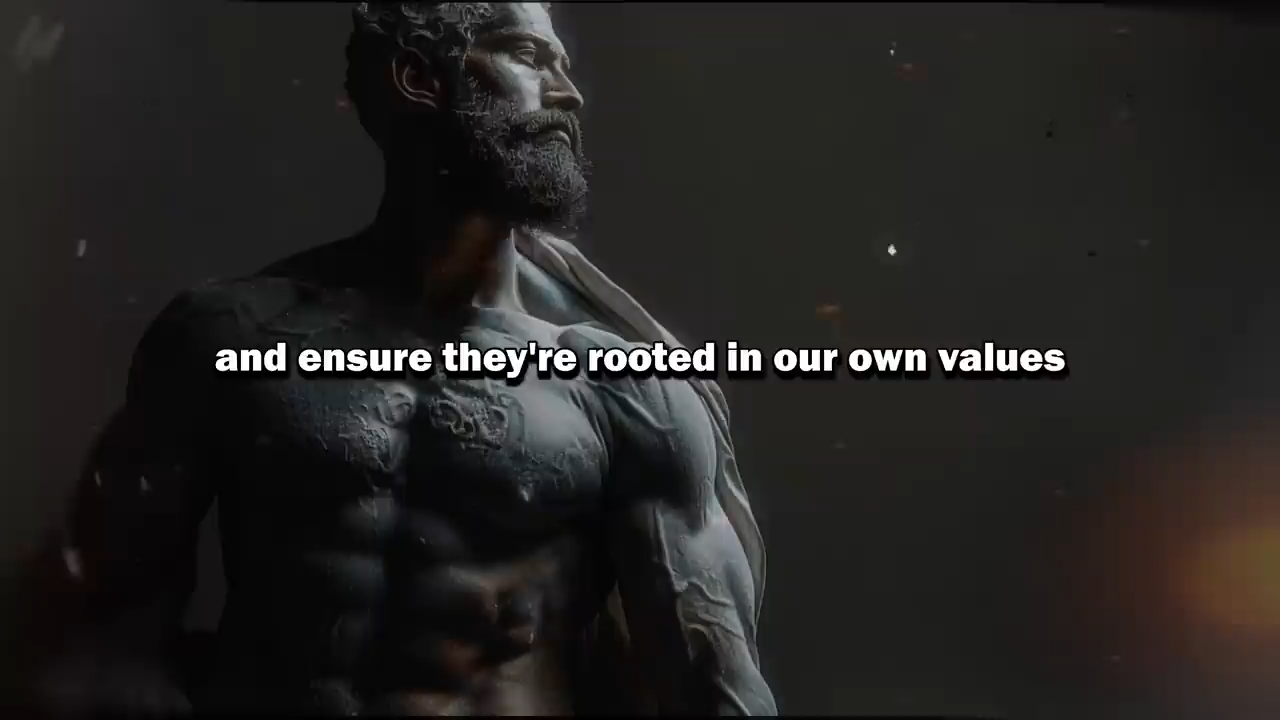 and ensure they're rooted in our own values